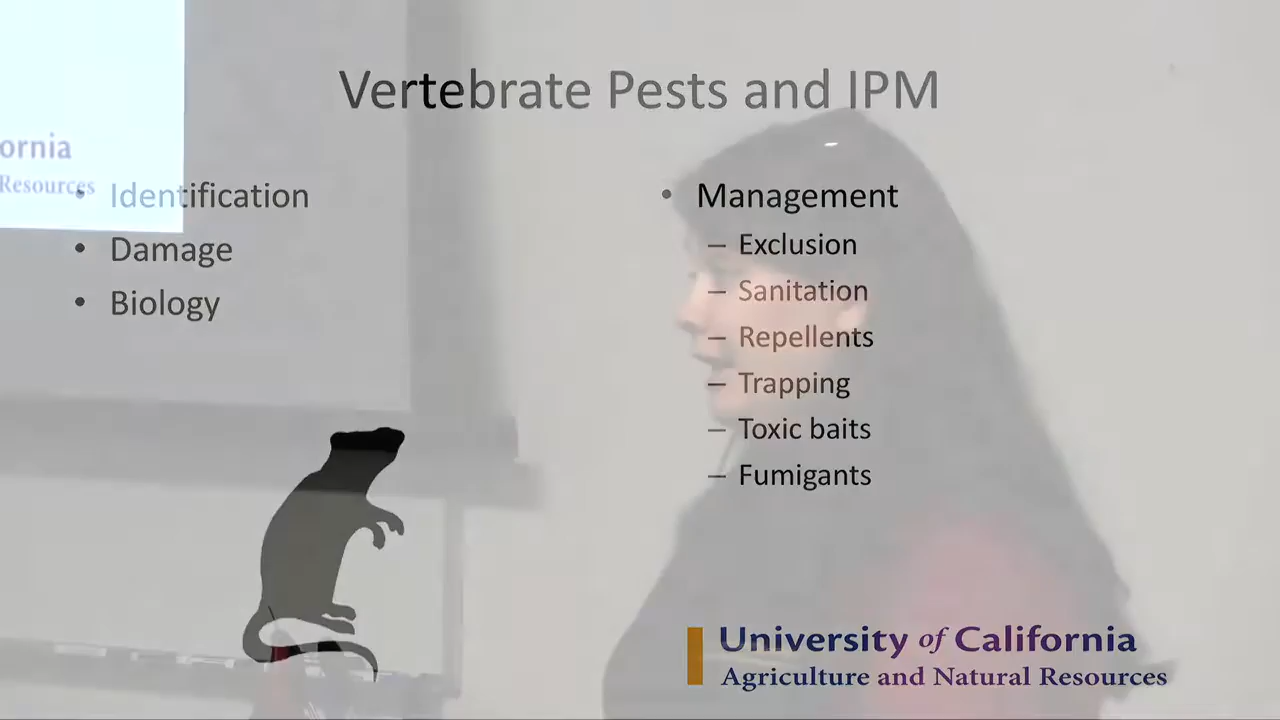 Vertebrate Pests and IPM
ornia
Resources
• Identification
• Damage
• Biology
• Management
– Exclusion
– Sanitation
– Repellents
– Trapping
– Toxic baits
– Fumigants
University of California
Agriculture and Natural Resources